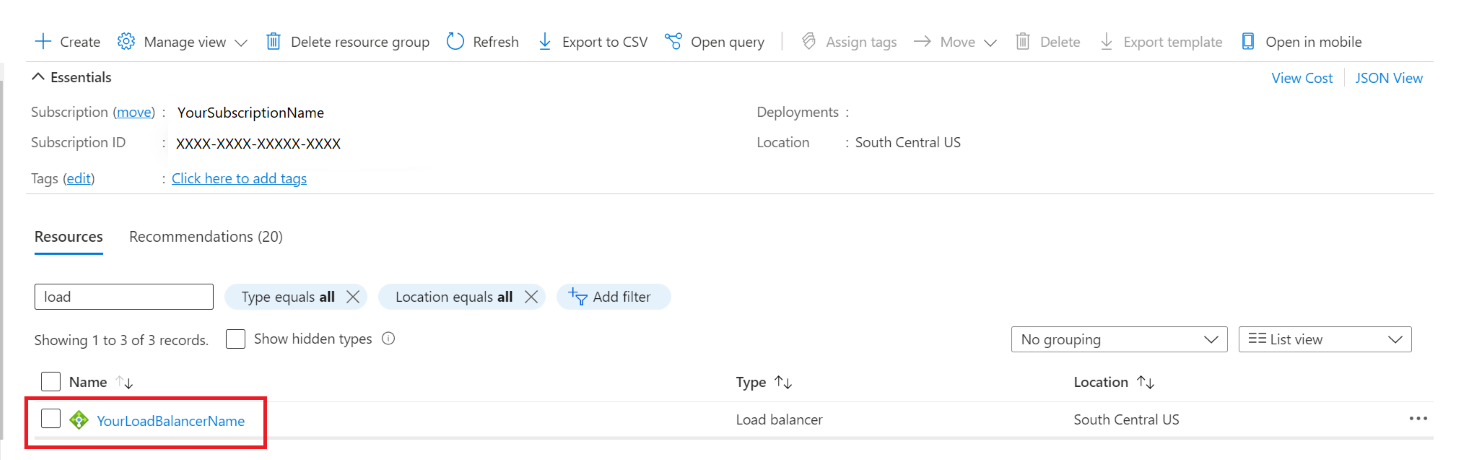 Create Manage view Delete resource group Refresh Export to CSV Open query Assign tags Move Delete Export template Open in mobile
Essentials View Cost JSON View
Subscription (move) : YourSubscriptionName Deployments :
Subscription ID : XXXX-XXXX-XXXXX-XXXX Location : South Central US
Tags (edit) : Click here to add tags
Resources Recommendations (20)
load Type equals all Location equals all Add filter
Showing 1 to 3 of 3 records. Show hidden types No grouping List view
Name Type Location
YourLoadBalancerName Load balancer South Central US